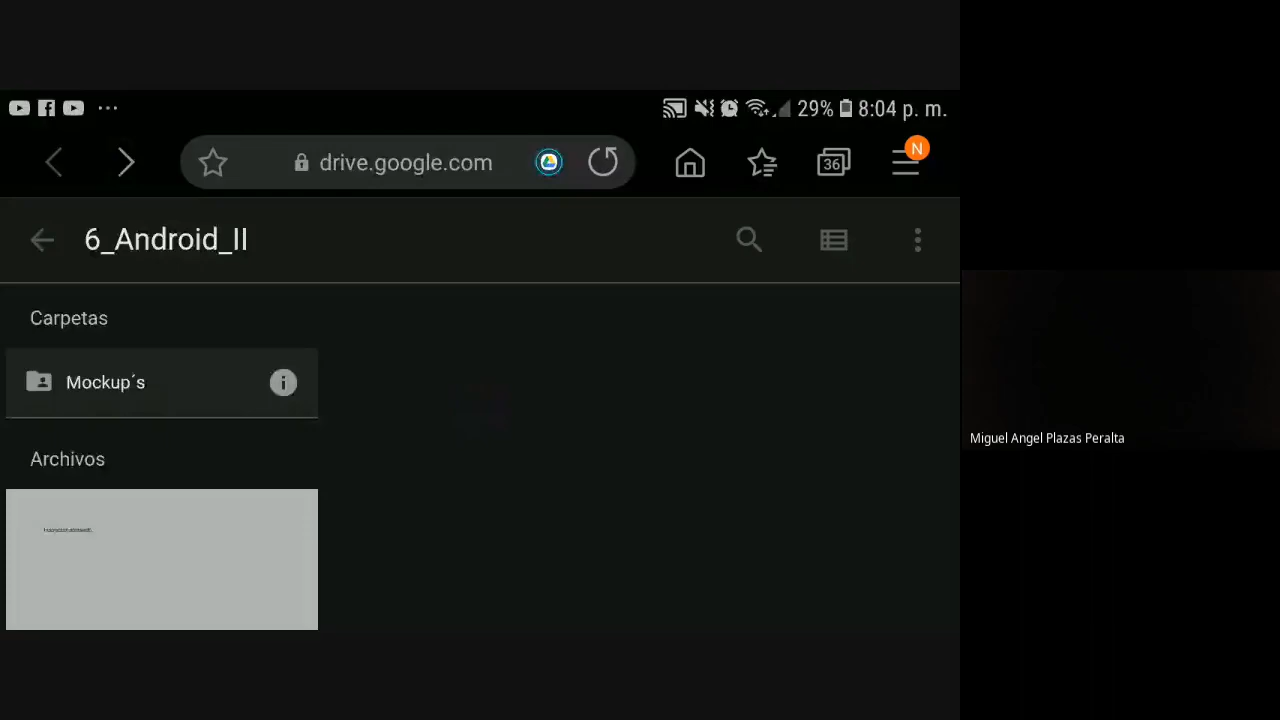 29% 8:04 p. m.
drive.google.com
36
N
6_Android_II
Carpetas
Mockup´s
Archivos
Miguel Angel Plazas Peralta